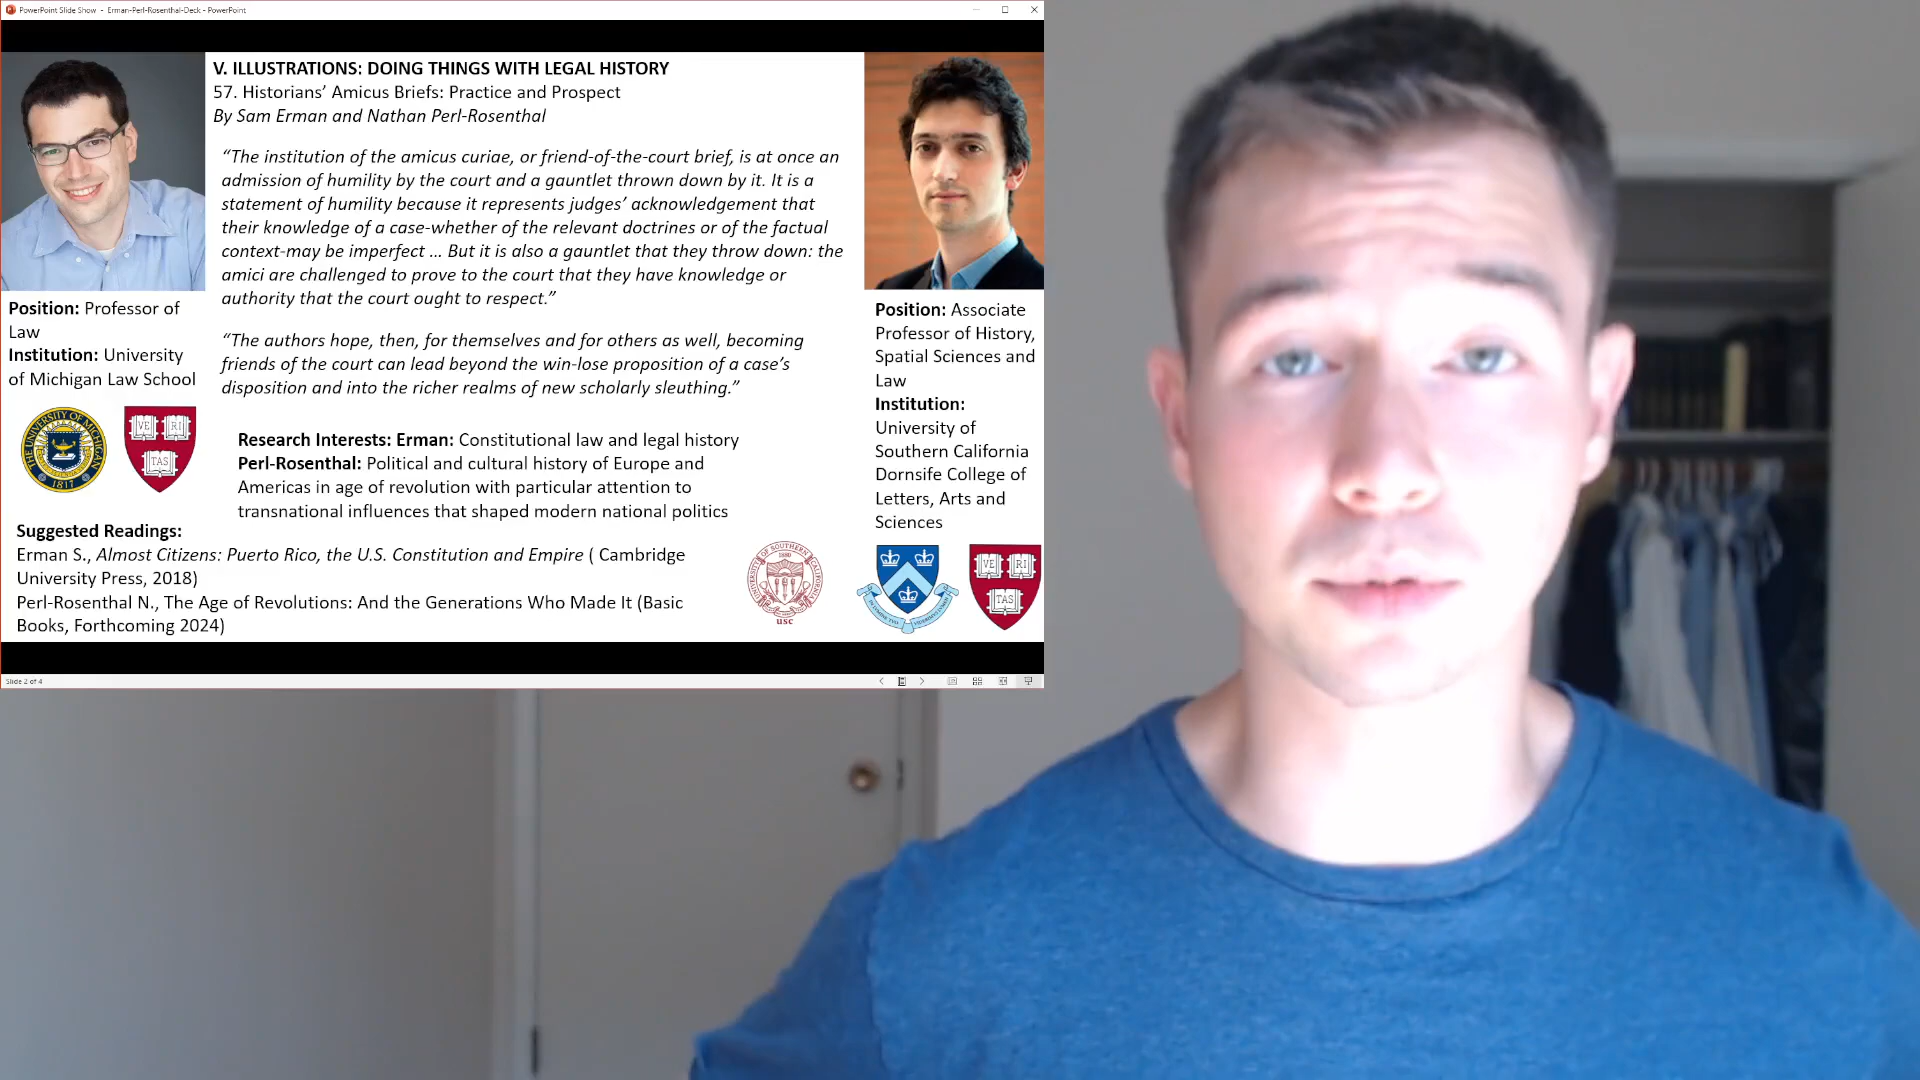 PowerPoint Slide Show - Erman-Perl-Rosenthal-Deck - PowerPoint
V. ILLUSTRATIONS: DOING THINGS WITH LEGAL HISTORY
57. Historians’ Amicus Briefs: Practice and Prospect
By Sam Erman and Nathan Perl-Rosenthal
“The institution of the amicus curiae, or friend-of-the-court brief, is at once an
admission of humility by the court and a gauntlet thrown down by it. It is a
statement of humility because it represents judges’ acknowledgement that
their knowledge of a case-whether of the relevant doctrines or of the factual
context-may be imperfect ... But it is also a gauntlet that they throw down: the
amici are challenged to prove to the court that they have knowledge or
authority that the court ought to respect.”
“The authors hope, then, for themselves and for others as well, becoming
friends of the court can lead beyond the win-lose proposition of a case’s
disposition and into the richer realms of new scholarly sleuthing.”
Position: Professor of
Law
Institution: University
of Michigan Law School
THE UNIVERSITY OF MICHIGAN
1817
VE RI
TAS
Research Interests: Erman: Constitutional law and legal history
Perl-Rosenthal: Political and cultural history of Europe and
Americas in age of revolution with particular attention to
transnational influences that shaped modern national politics
Position: Associate
Professor of History,
Spatial Sciences and
Law
Institution:
University of
Southern California
Dornsife College of
Letters, Arts and
Sciences
Suggested Readings:
Erman S., Almost Citizens: Puerto Rico, the U.S. Constitution and Empire ( Cambridge
University Press, 2018)
Perl-Rosenthal N., The Age of Revolutions: And the Generations Who Made It (Basic
Books, Forthcoming 2024)
UNIVERSITY OF SOUTHERN CALIFORNIA
1880
USC
VE RI
TAS
Slide 2 of 4